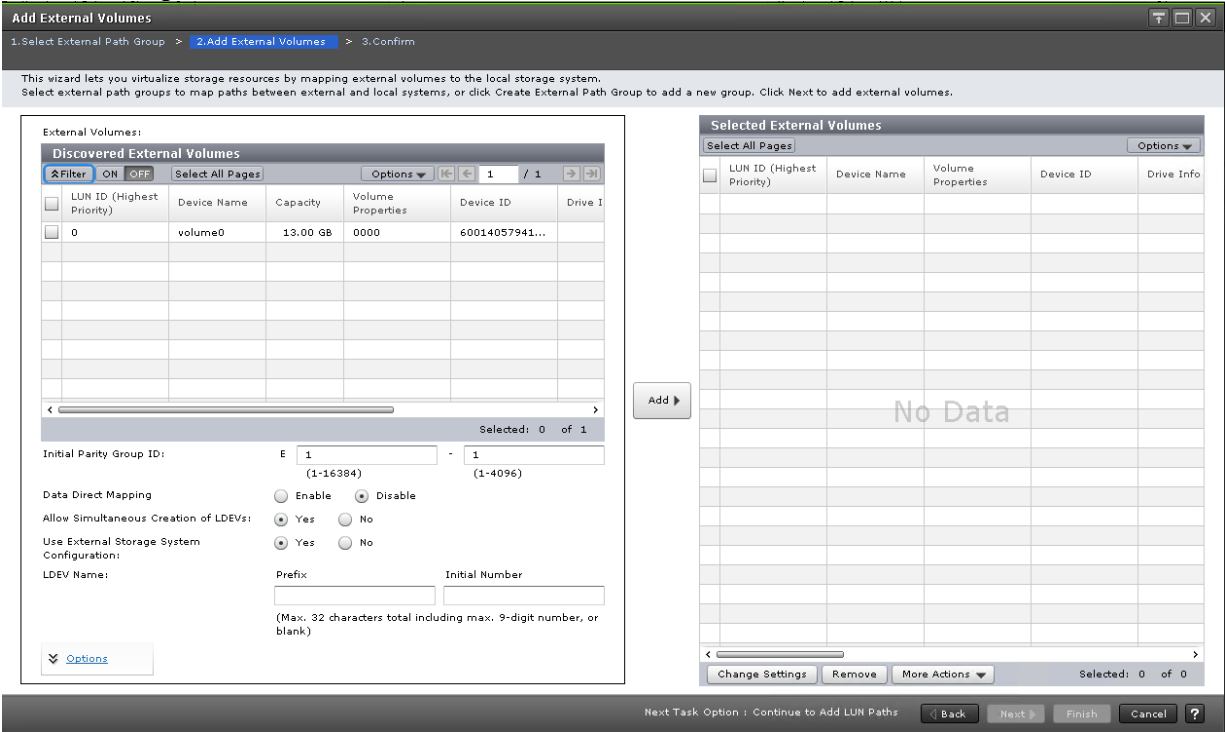 Add External Volumes
1.Select External Path Group > 2.Add External Volumes > 3.Confirm
This wizard lets you virtualize storage resources by mapping external volumes to the local storage system.
Select external path groups to map paths between external and local systems, or click Create External Path Group to add a new group. Click Next to add external volumes.
External Volumes:
Discovered External Volumes
Filter ON OFF Select All Pages Options 1 / 1
LUN ID (Highest Priority) Device Name Capacity Volume Properties Device ID Drive I
0 volume0 13.00 GB 0000 60014057941...
Selected: 0 of 1
Initial Parity Group ID: E 1 - 1
(1-16384) (1-4096)
Data Direct Mapping Enable Disable
Allow Simultaneous Creation of LDEVs: Yes No
Use External Storage System Configuration: Yes No
LDEV Name: Prefix Initial Number
(Max. 32 characters total including max. 9-digit number, or
blank)
Options
Add
Selected External Volumes
Select All Pages Options
LUN ID (Highest Priority) Device Name Volume Properties Device ID Drive Info
No Data
Change Settings Remove More Actions Selected: 0 of 0
Next Task Option : Continue to Add LUN Paths Back Next Finish Cancel ?